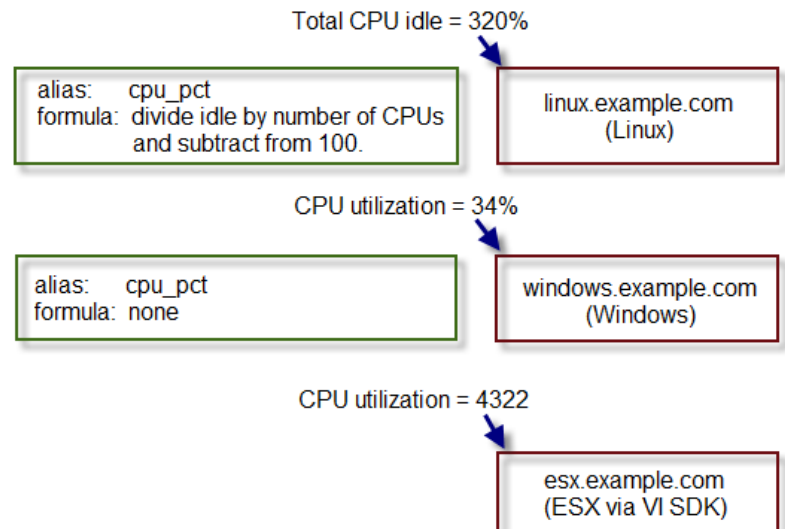 Total CPU idle = 320%
alias: cpu_pct
formula: divide idle by number of CPUs
and subtract from 100.
linux.example.com
(Linux)
CPU utilization = 34%
alias: cpu_pct
formula: none
windows.example.com
(Windows)
CPU utilization = 4322
esx.example.com
(ESX via VI SDK)